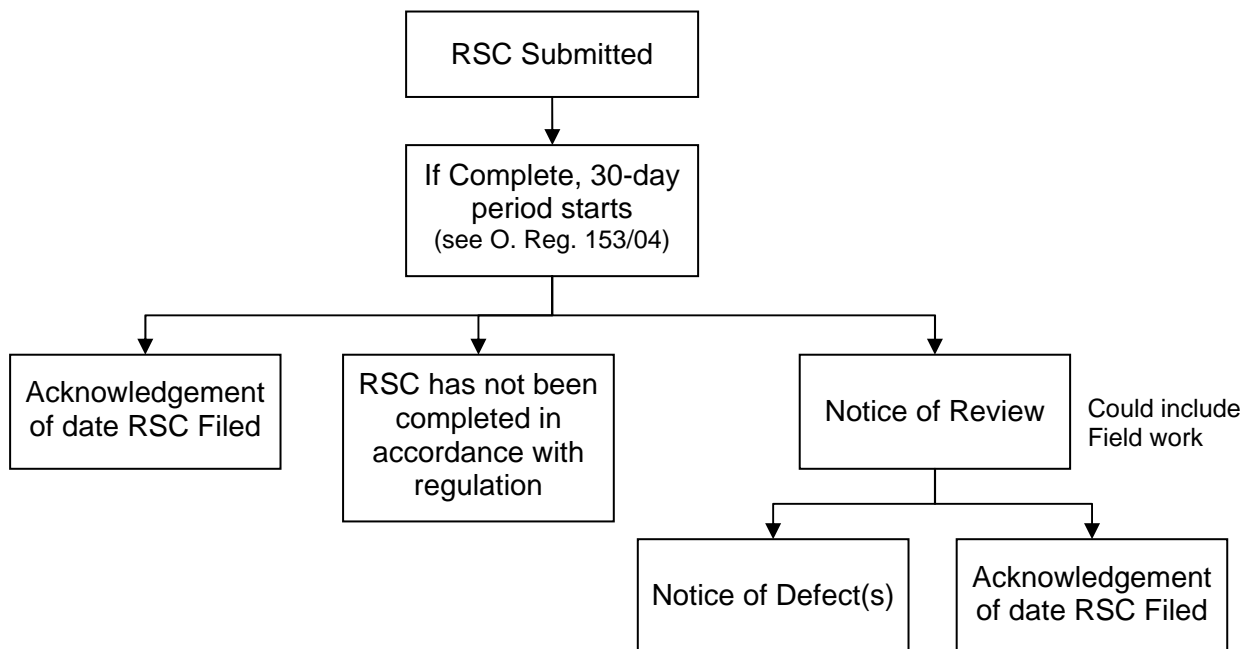 RSC Submitted
If Complete, 30-day
period starts
(see O. Reg. 153/04)
Acknowledgement
of date RSC Filed
RSC has not been
completed in
accordance with
regulation
Notice of Review
Could include
Field work
Notice of Defect(s)
Acknowledgement
of date RSC Filed